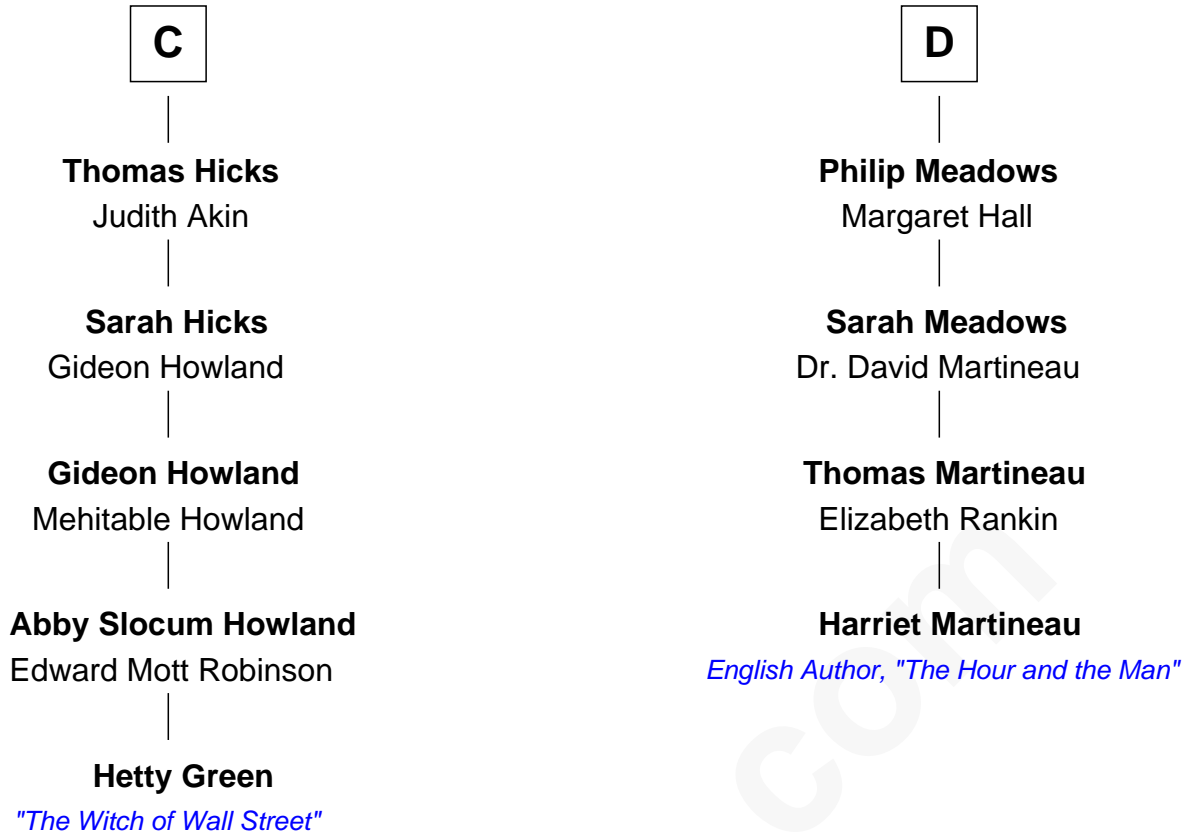 C
Thomas Hicks
Judith Akin
Sarah Hicks
Gideon Howland
Gideon Howland
Mehitable Howland
Abby Slocum Howland
Edward Mott Robinson
Hetty Green
"The Witch of Wall Street"
D
Philip Meadows
Margaret Hall
Sarah Meadows
Dr. David Martineau
Thomas Martineau
Elizabeth Rankin
Harriet Martineau
English Author, "The Hour and the Man"
com